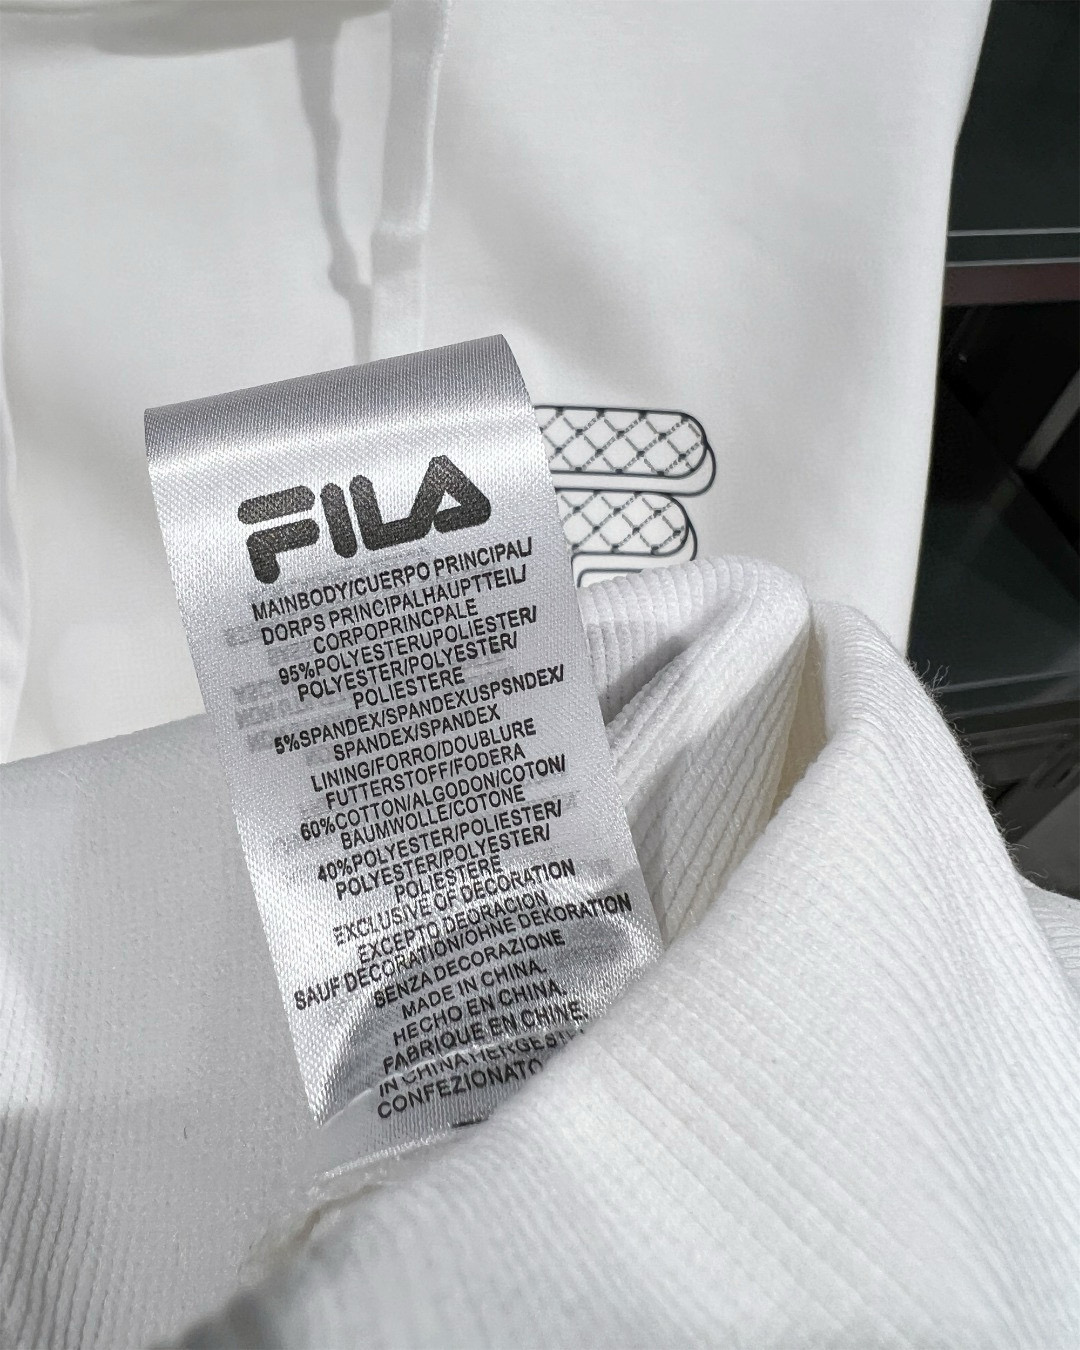 FILA
MAINBODY/CUERPO PRINCIPAL/
DORPS PRINCIPALHAUPTTEIL/
CORPOPRINCPALE
95%POLYESTERUPOLIESTER/
POLYESTER/POLYESTER/
POLIESTERE
5%SPANDEX/SPANDEXUSPSNDEX/
SPANDEX/SPANDEX
LINING/FORRO/DOUBLURE
FUTTERSTOFF/FODERA
60%COTTON/ALGODON/COTON/
BAUMWOLLE/COTONE
40%POLYESTER/POLIESTER/
POLYESTER/POLYESTER/
POLIESTERE
EXCLUSIVE OF DECORATION
EXCEPTO DEORACION
SAUF DECORATION/OHNE DEKORATION
SENZA DECORAZIONE
MADE IN CHINA.
HECHO EN CHINA.
FABRIQUE EN CHINE.
IN CHINA
CONFEZIONATO